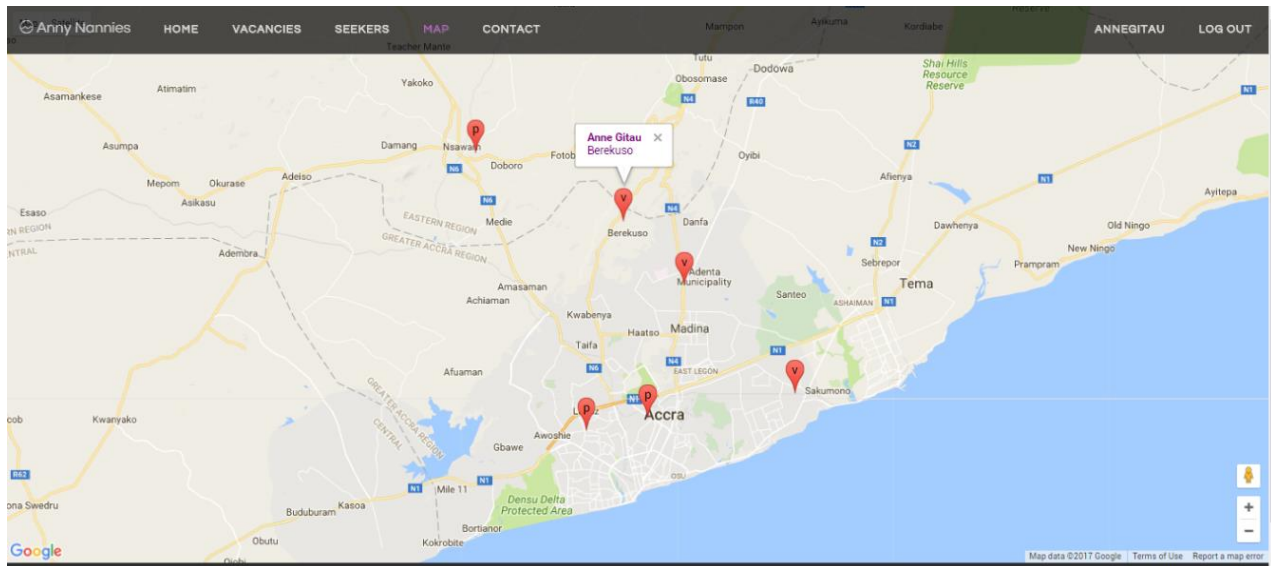 Anny Nannies HOME VACANCIES SEEKERS MAP CONTACT ANNEGITAU LOG OUT
Mampon
Kordiabe
Teacher Mante
Tutu
Obosomase
Dodowa
Shai Hills
Resource
Reserve
Yakoko
Atimatim
Asamankese
N4
R40
N1
p
Anne Gitau ×
Berekuso
Asumpa
Damang
Nsawam
N6
Doboro
Oyibi
N2
Afienya
N1
Mepom
Okurase
Adeiso
Asikasu
Ayitepa
v
N6
N4
Esaso
EASTERN REGION
Medie
Berekuso
Danfa
Dawhenya
Old Ningo
GREATER ACCRA REGION
N2
New Ningo
Ademora
v
Adenta
Municipality
Sebrepor
Prampram
Amasaman
Achiaman
Santeo
ASHAIMAN
N1
Tema
Kwabenya
Haatso
Madina
Taifa
N1
Afuaman
N6
N4
EAST LEGON
v
Sakumono
GREATER ACCRA REGION
CENTRAL
p
N1
p
Accra
Kwanyako
Awoshie
Gbawe
OSU
R62
N1
Mile 11
N1
Densu Delta
Protected Area
Buduburam
Kasoa
Bortianor
Obutu
Kokrobite
+
−
Google
Map data ©2017 Google Terms of Use Report a map error